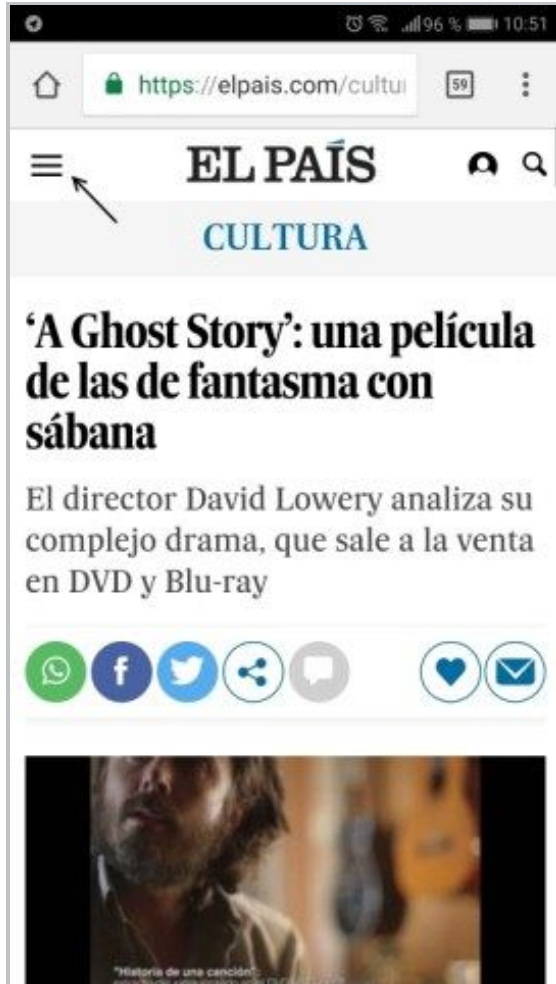 96 % 10:51
https://elpais.com/cultu
59
EL PAÍS
CULTURA
‘A Ghost Story’: una película
de las de fantasma con
sábana
El director David Lowery analiza su
complejo drama, que sale a la venta
en DVD y Blu-ray
f
"Historia de una canción":